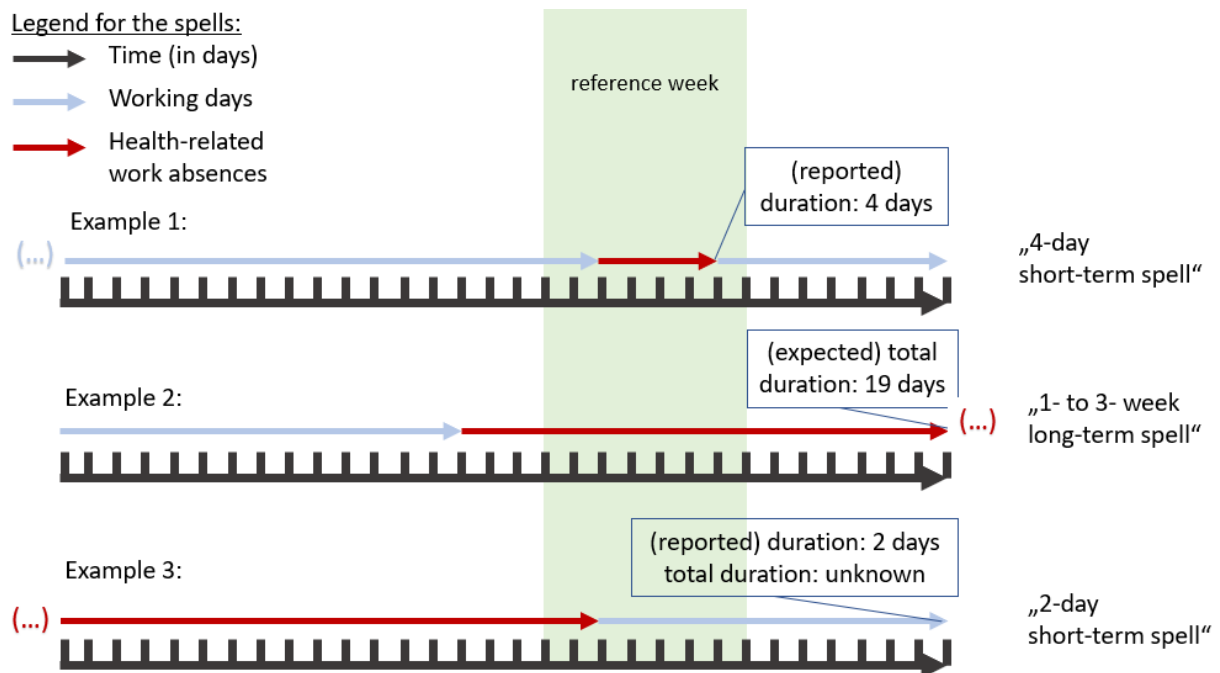 Legend for the spells:
Time (in days)
Working days
Health-related
work absences
reference week
(reported)
duration: 4 days
Example 1:
(...)
„4-day
short-term spell“
(expected) total
duration: 19 days
Example 2:
(...)
„1- to 3- week
long-term spell“
(reported) duration: 2 days
total duration: unknown
Example 3:
(...)
„2-day
short-term spell“